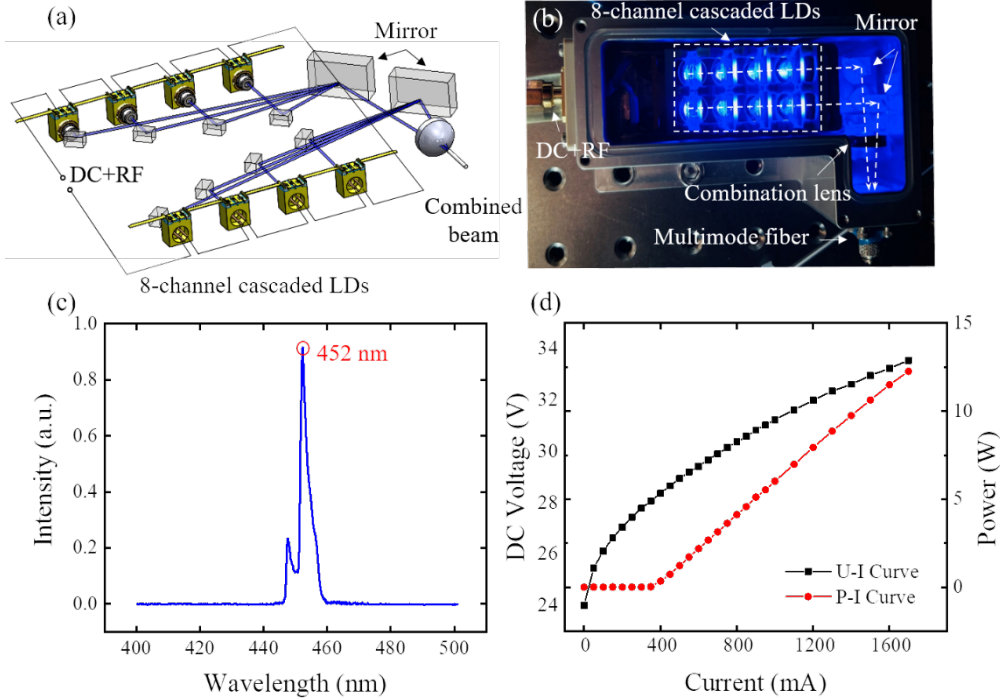 (a)
Mirror
DC+RF
Combined
beam
8-channel cascaded LDs
(b)
8-channel cascaded LDs
Mirror
DC+RF
Combination lens
Multimode fiber
(c)
1.0
0.8
0.6
0.4
0.2
0.0
Intensity (a.u.)
452 nm
400
420
440
460
480
500
Wavelength (nm)
(d)
34
32
30
28
26
24
DC Voltage (V)
15
10
5
0
Power (W)
U-I Curve
P-I Curve
0
400
800
1200
1600
Current (mA)